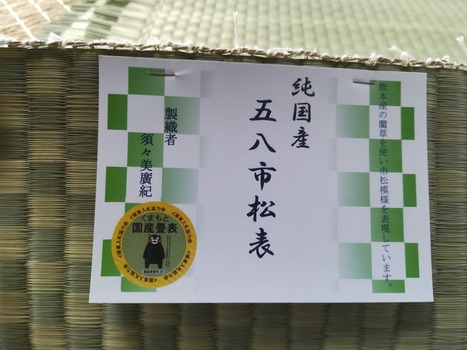 熊本産の藺草を使い市松模様を表現しています。
純国産
五八市松表
製織者
須々美廣紀
くまもと
国産畳表